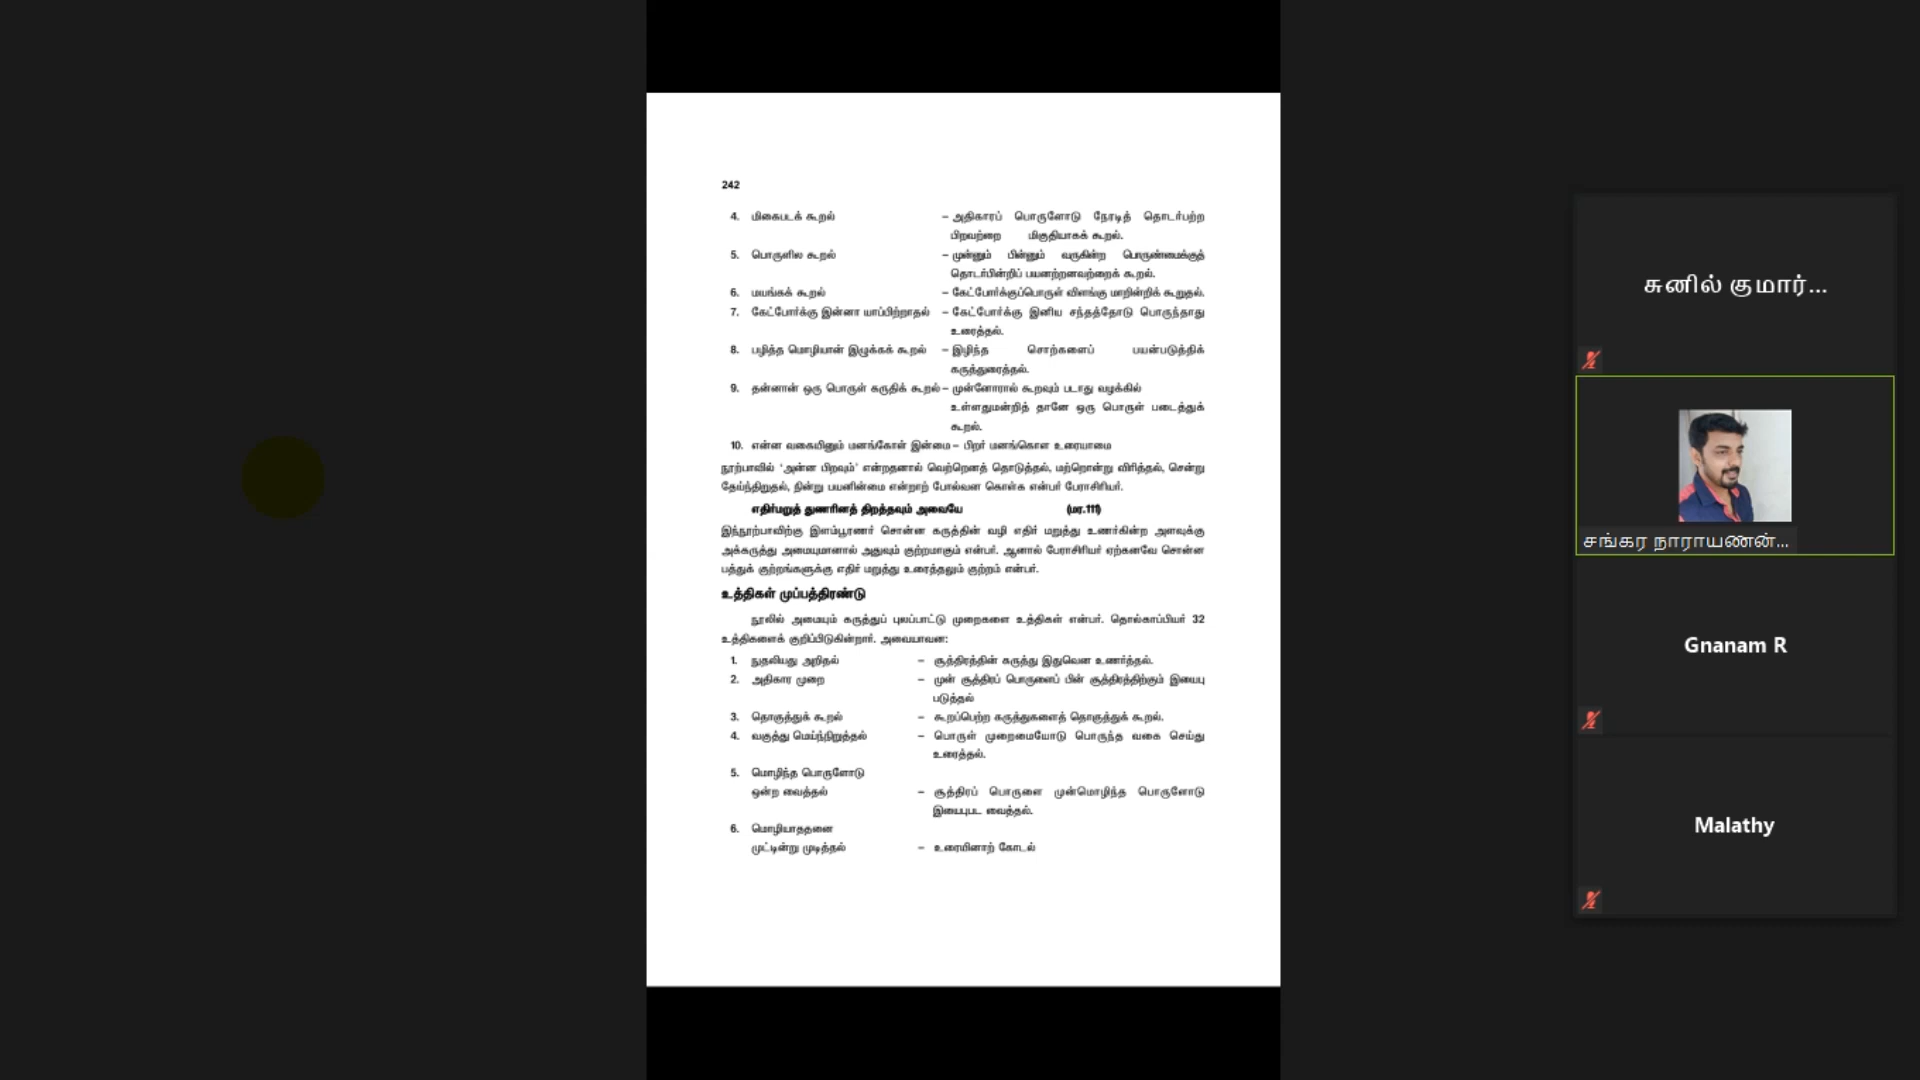 242
4. மிகைபடக் கூறல் – அதிகாரப் பொருளோடு நேரடித் தொடர்பற்ற
பிறவற்றை மிகுதியாகக் கூறல்.
5. பொருளில கூறல் – முன்னும் பின்னும் வருகின்ற பொருண்மைக்குத்
தொடர்பின்றிப் பயனற்றனவற்றைக் கூறல்.
6. மயங்கக் கூறல் – கேட்போர்க்குப்பொருள் விளங்கு மாறின்றிக் கூறுதல்.
7. கேட்போர்க்கு இன்னா யாப்பிற்றாதல் – கேட்போர்க்கு இனிய சந்தத்தோடு பொருந்தாது
உரைத்தல்.
8. பழித்த மொழியான் இழுக்கக் கூறல் – இழிந்த சொற்களைப் பயன்படுத்திக்
கருத்துரைத்தல்.
9. தன்னான் ஒரு பொருள் கருதிக் கூறல் – முன்னோரால் கூறவும் படாது வழக்கில்
உள்ளதுமன்றித் தானே ஒரு பொருள் படைத்துக்
கூறல்.
10. என்ன வகையினும் மனங்கோள் இன்மை – பிறர் மனங்கொள உரையாமை
நூற்பாவில் ‘அன்ன பிறவும்’ என்றதனால் வெற்றெனத் தொடுத்தல், மற்றொன்று விரித்தல், சென்று
தேய்ந்திறுதல், நின்று பயனின்மை என்றாற் போல்வன கொள்க என்பர் பேராசிரியர்.
எதிர்மறுத் துணரினத் திறத்தவும் அவையே (மர.111)
இந்நூற்பாவிற்கு இளம்பூரணர் சொன்ன கருத்தின் வழி எதிர் மறுத்து உணர்கின்ற அளவுக்கு
அக்கருத்து அமையுமானால் அதுவும் குற்றமாகும் என்பர். ஆனால் பேராசிரியர் ஏற்கனவே சொன்ன
பத்துக் குற்றங்களுக்கு எதிர் மறுத்து உரைத்தலும் குற்றம் என்பர்.
உத்திகள் முப்பத்திரண்டு
நூலில் அமையும் கருத்துப் புலப்பாட்டு முறைகளை உத்திகள் என்பர். தொல்காப்பியர் 32
உத்திகளைக் குறிப்பிடுகின்றார். அவையாவன:
1. நுதலியது அறிதல் – சூத்திரத்தின் கருத்து இதுவென உணர்த்தல்.
2. அதிகார முறை – முன் சூத்திரப் பொருளைப் பின் சூத்திரத்திற்கும் இயைபு
படுத்தல்
3. தொகுத்துக் கூறல் – கூறப்பெற்ற கருத்துகளைத் தொகுத்துக் கூறல்.
4. வகுத்து மெய்ந்நிறுத்தல் – பொருள் முறைமையோடு பொருந்த வகை செய்து
உரைத்தல்.
5. மொழிந்த பொருளோடு
ஒன்ற வைத்தல் – சூத்திரப் பொருளை முன்மொழிந்த பொருளோடு
இயைபுபட வைத்தல்.
6. மொழியாததனை
முட்டின்று முடித்தல் – உரையினாற் கோடல்
சுனில் குமார்...
சங்கர நாராயணன்...
Gnanam R
Malathy